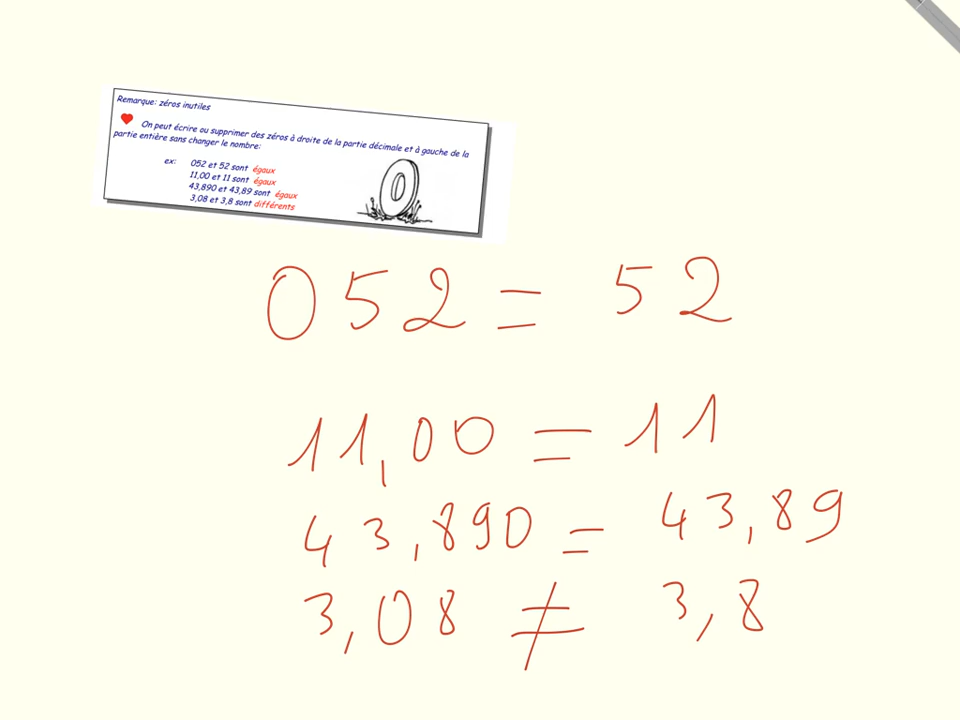 Remarque: zéros inutiles
On peut écrire ou supprimer des zéros à droite de la partie décimale et à gauche de la
partie entière sans changer le nombre:
ex: 052 et 52 sont égaux
11,00 et 11 sont égaux
43,890 et 43,89 sont égaux
3,08 et 3,8 sont différents
052 = 52
11,00 = 11
43,890 = 43,89
3,08 ≠ 3,8